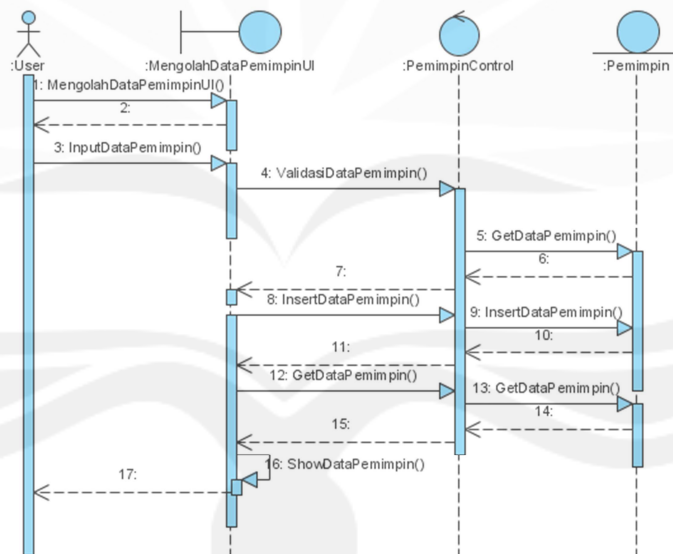 :User
:MengolahDataPemimpinUI
:PemimpinControl
:Pemimpin
1: MengolahDataPemimpinUI()
2:
3: InputDataPemimpin()
4: ValidasiDataPemimpin()
5: GetDataPemimpin()
6:
7:
8: InsertDataPemimpin()
9: InsertDataPemimpin()
10:
11:
12: GetDataPemimpin()
13: GetDataPemimpin()
14:
15:
16: ShowDataPemimpin()
17: